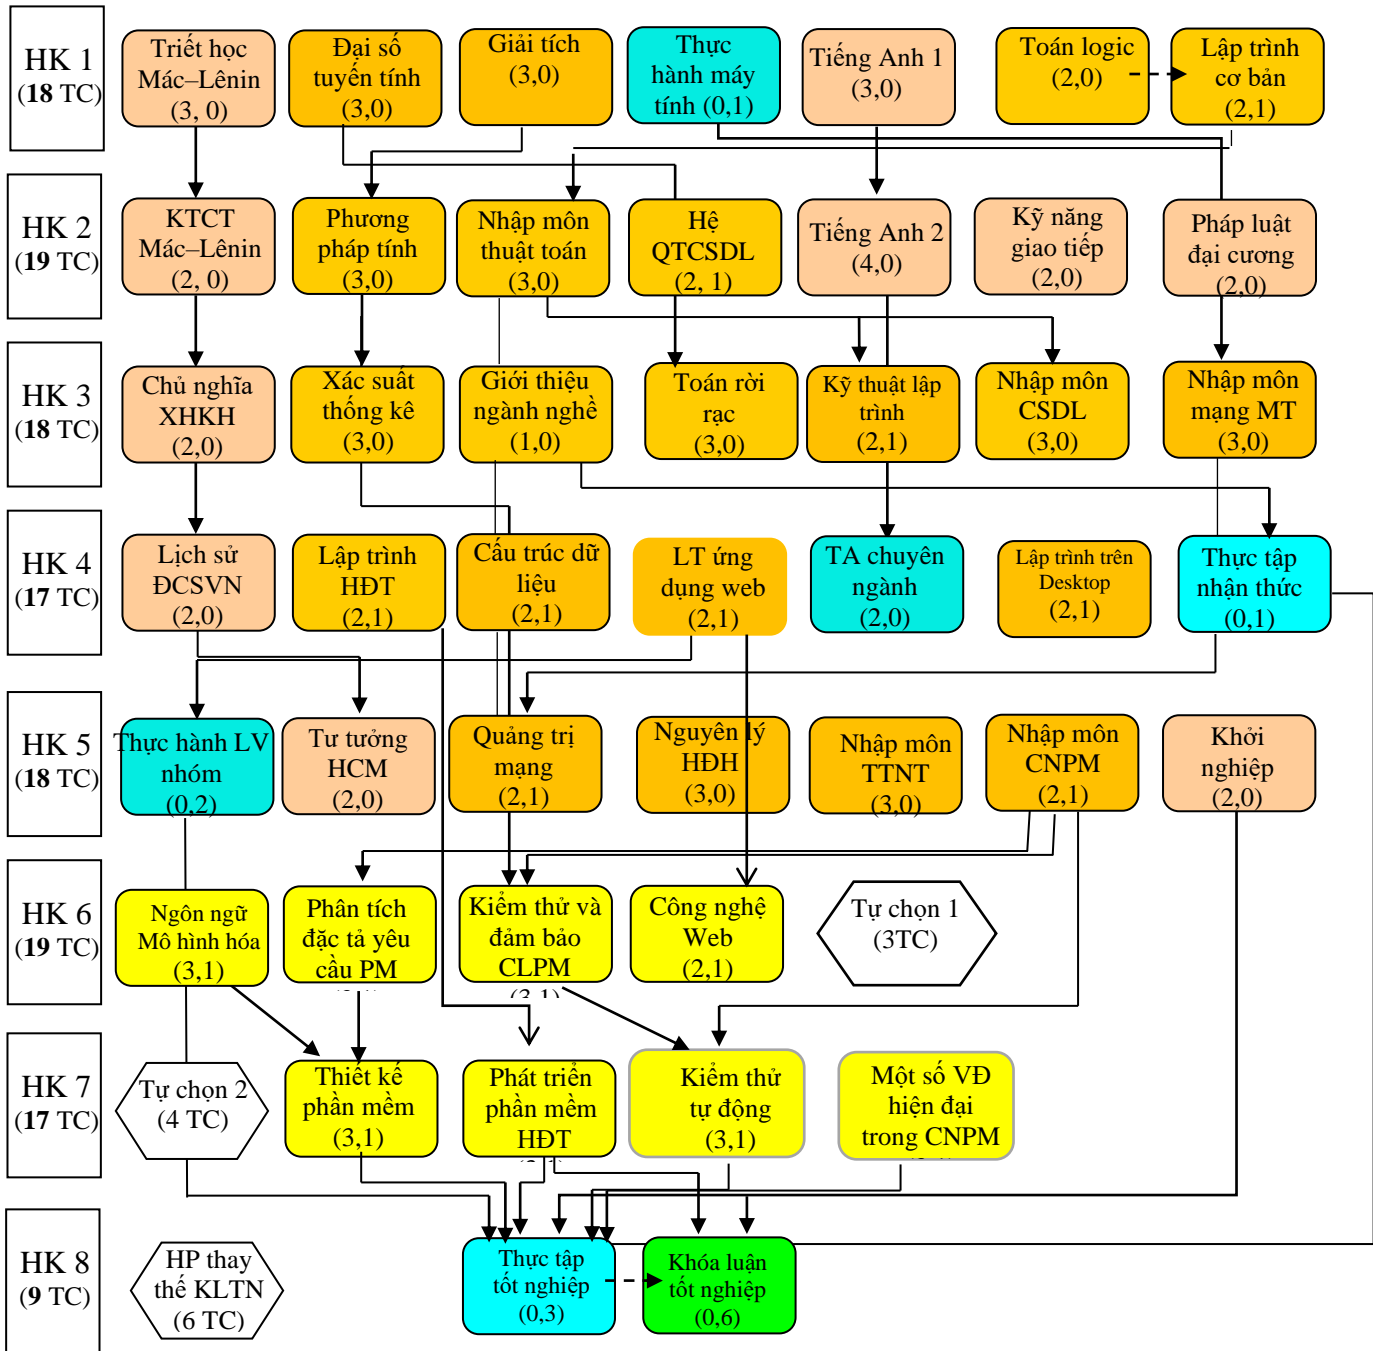 HK 1
(18 TC)
Triết học
Mác–Lênin
(3, 0)
Đại số
tuyến tính
(3,0)
Giải tích
(3,0)
Thực
hành máy
tính (0,1)
Tiếng Anh 1
(3,0)
Toán logic
(2,0)
Lập trình
cơ bản
(2,1)
HK 2
(19 TC)
KTCT
Mác–Lênin
(2, 0)
Phương
pháp tính
(3,0)
Nhập môn
thuật toán
(3,0)
Hệ
QTCSDL
(2, 1)
Tiếng Anh 2
(4,0)
Kỹ năng
giao tiếp
(2,0)
Pháp luật
đại cương
(2,0)
HK 3
(18 TC)
Chủ nghĩa
XHKH
(2,0)
Xác suất
thống kê
(3,0)
Giới thiệu
ngành nghề
(1,0)
Toán rời
rạc
(3,0)
Kỹ thuật lập
trình
(2,1)
Nhập môn
CSDL
(3,0)
Nhập môn
mạng MT
(3,0)
HK 4
(17 TC)
Lịch sử
ĐCSVN
(2,0)
Lập trình
HĐT
(2,1)
Cấu trúc dữ
liệu
(2,1)
LT ứng
dụng web
(2,1)
TA chuyên
ngành
(2,0)
Lập trình trên
Desktop
(2,1)
Thực tập
nhận thức
(0,1)
HK 5
(18 TC)
Thực hành LV
nhóm
(0,2)
Tư tưởng
HCM
(2,0)
Quảng trị
mạng
(2,1)
Nguyên lý
HĐH
(3,0)
Nhập môn
TTNT
(3,0)
Nhập môn
CNPM
(2,1)
Khởi
nghiệp
(2,0)
HK 6
(19 TC)
Ngôn ngữ
Mô hình hóa
(3,1)
Phân tích
đặc tả yêu
cầu PM
Kiểm thử và
đảm bảo
CLPM
(3,1)
Công nghệ
Web
(2,1)
Tự chọn 1
(3TC)
HK 7
(17 TC)
Tự chọn 2
(4 TC)
Thiết kế
phần mềm
(3,1)
Phát triển
phần mềm
HĐT
Kiểm thử
tự động
(3,1)
Một số VĐ
hiện đại
trong CNPM
HK 8
(9 TC)
HP thay
thế KLTN
(6 TC)
Thực tập
tốt nghiệp
(0,3)
Khóa luận
tốt nghiệp
(0,6)